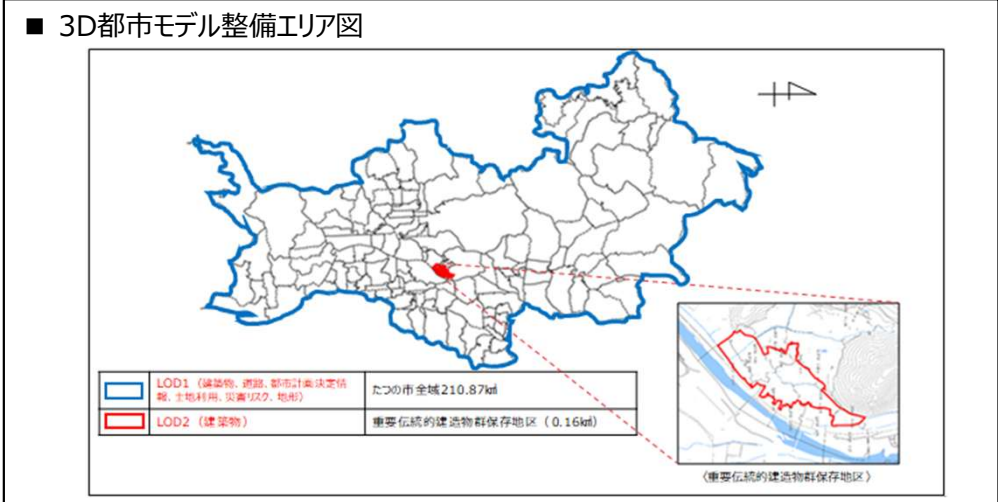 ■ 3D都市モデル整備エリア図
LOD1（建築物、道路、都市計画決定情
報、土地利用、災害リスク、地形）
たつの市全域210.87㎢
LOD2（建築物）
重要伝統的建造物群保存地区（0.16㎢）
〈重要伝統的建造物群保存地区〉